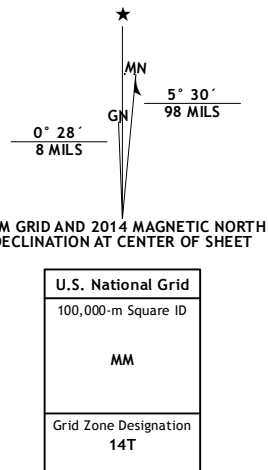 ★
MN
GN
5° 30´
98 MILS
0° 28´
8 MILS
M GRID AND 2014 MAGNETIC NORTH
DECLINATION AT CENTER OF SHEET
U.S. National Grid
100,000-m Square ID
MM
Grid Zone Designation
14T